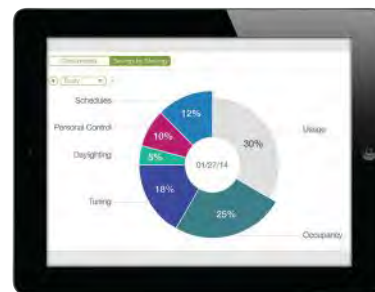 Savings by Strategy
Today
Schedules
12%
Usage
Personal Control
10%
30%
Daylighting
5%
01/27/14
Tuning
18%
25%
Occupancy